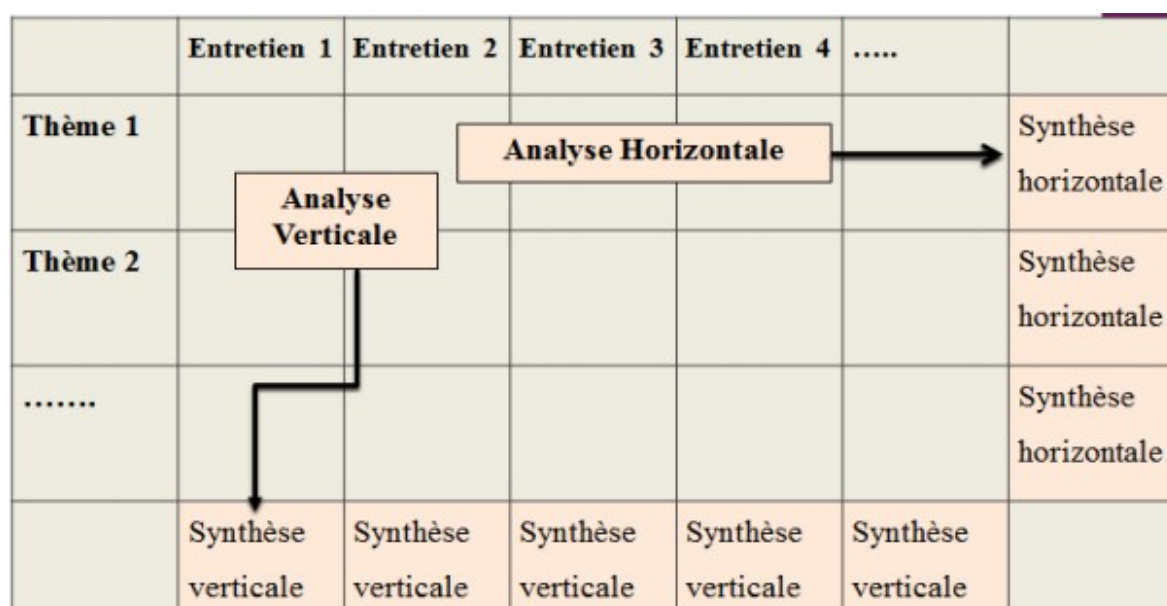 Entretien 1 Entretien 2 Entretien 3 Entretien 4 .....
Thème 1
Analyse Horizontale
Synthèse
horizontale
Analyse
Verticale
Thème 2
Synthèse
horizontale
.......
Synthèse
horizontale
Synthèse
verticale
Synthèse
verticale
Synthèse
verticale
Synthèse
verticale
Synthèse
verticale